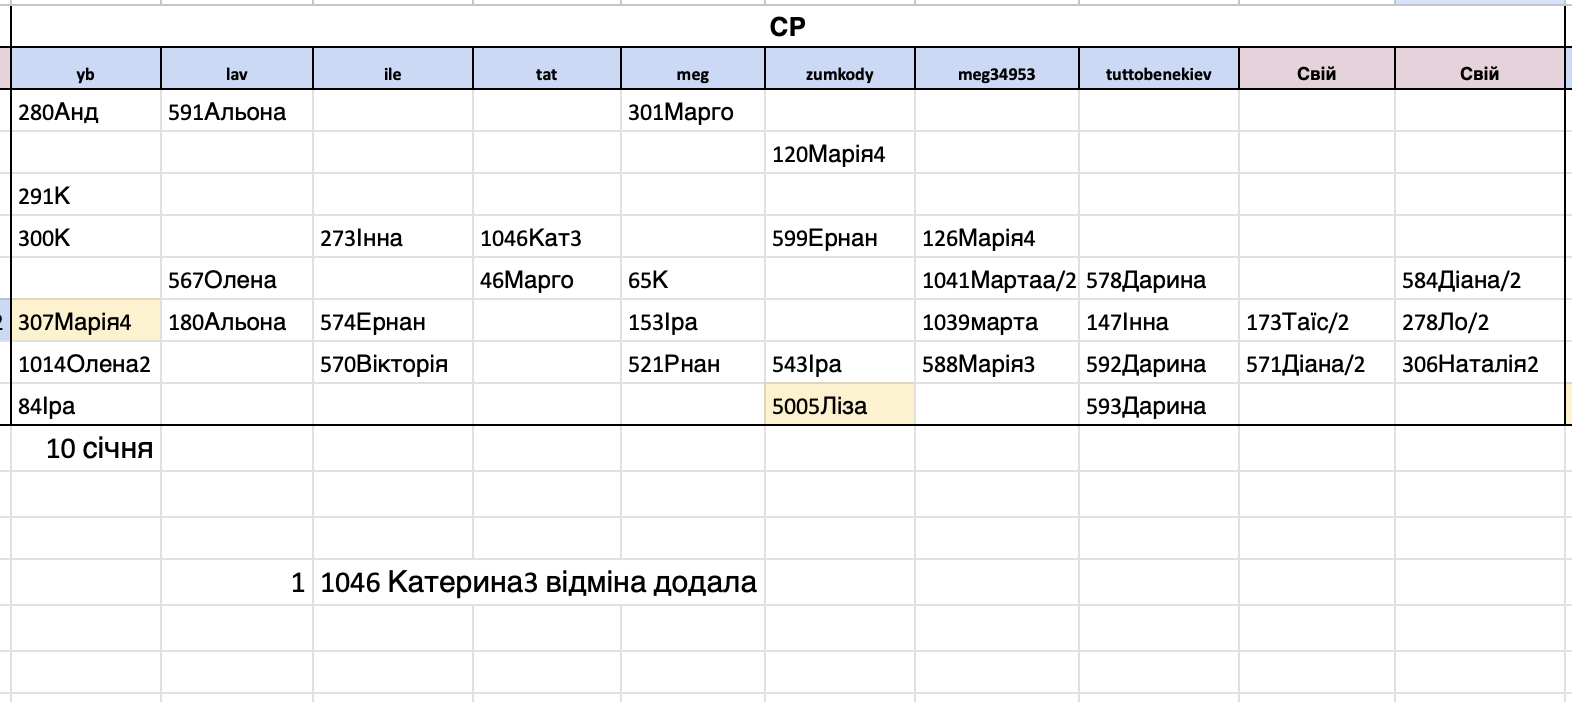 СР
yb lav ile tat meg zumkody meg34953 tuttobenekiev Свій Свій
280Анд 591Альона 301Марго
120Марія4
291К
300К 273Інна 1046Кат3 599Ернан 126Марія4
567Олена 46Марго 65К 1041Мартаа/2 578Дарина 584Діана/2
2 307Марія4 180Альона 574Ернан 153Іра 1039марта 147Інна 173Таїс/2 278Ло/2
1014Олена2 570Вікторія 521Рнан 543Іра 588Марія3 592Дарина 571Діана/2 306Наталія2
84Іра 5005Ліза 593Дарина
10 січня
1 1046 Катерина3 відміна додала